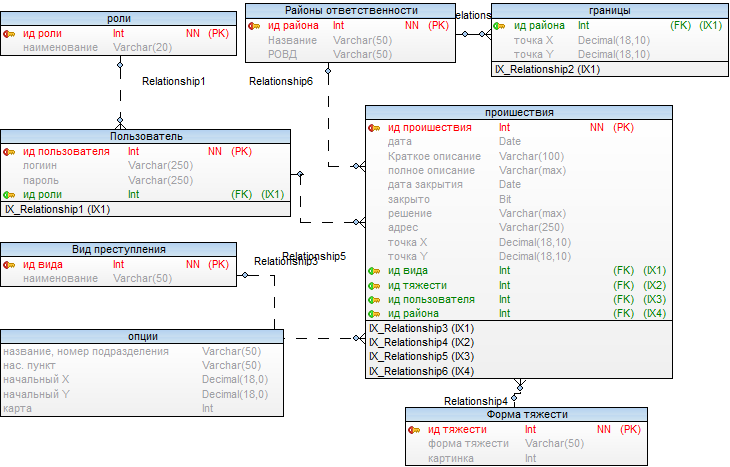 роли
ид роли Int NN (PK)
наименование Varchar(20)
Relationship1
Пользователь
ид пользователя Int NN (PK)
логиин Varchar(250)
пароль Varchar(250)
ид роли Int (FK) (IX1)
IX_Relationship1 (IX1)
Вид преступления
ид вида Int NN (PK)
наименование Varchar(50)
Relationship3
Relationship5
опции
название, номер подразделения Varchar(50)
нас. пункт Varchar(50)
начальный X Decimal(18,0)
начальный Y Decimal(18,0)
карта Int
Районы ответственности
ид района Int NN (PK)
Название Varchar(50)
РОВД Varchar(50)
Relationship6
границы
ид района Int (FK) (IX1)
точка X Decimal(18,10)
точка Y Decimal(18,10)
IX_Relationship2 (IX1)
проишествия
ид проишествия Int NN (PK)
дата Date
Краткое описание Varchar(100)
полное описание Varchar(max)
дата закрытия Date
закрыто Bit
решение Varchar(max)
адрес Varchar(250)
точка X Decimal(18,10)
точка Y Decimal(18,10)
ид вида Int (FK) (IX1)
ид тяжести Int (FK) (IX2)
ид пользователя Int (FK) (IX3)
ид района Int (FK) (IX4)
IX_Relationship3 (IX1)
IX_Relationship4 (IX2)
IX_Relationship5 (IX3)
IX_Relationship6 (IX4)
Relationship4
Форма тяжести
ид тяжести Int NN (PK)
форма тяжести Varchar(50)
картинка Int